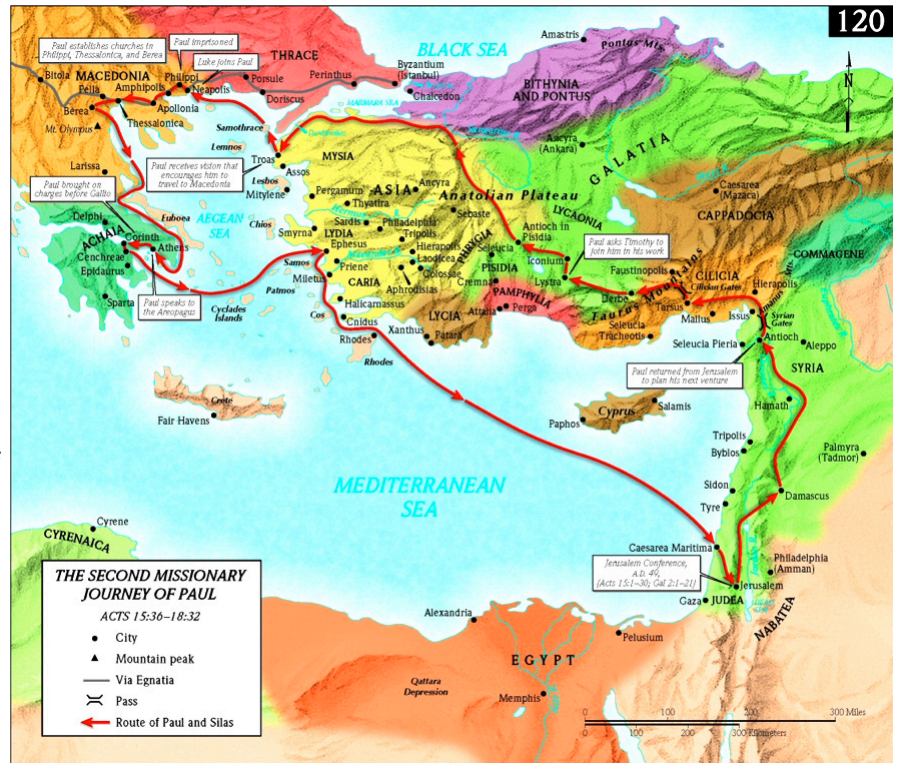 120
BLACK SEA
Amastris
Pontus Mts.
Paul establishes churches in
Philippi, Thessalonica, and Berea
Paul imprisoned
Luke joins Paul
THRACE
Byzantium
(Istanbul)
Chalcedon
BITHYNIA
AND PONTUS
Bitola
MACEDONIA
Pella
Amphipolis
Philippi
Neapolis
Porsule
Perinthus
Doriscus
MARMARA SEA
Berea
Apollonia
Thessalonica
Mt. Olympus
Samothrace
Lemnos
Troas
Assos
MYSIA
Ancyra
(Ankara)
GALATIA
Larissa
Paul receives vision that
encourages him to
travel to Macedonia
Lesbos
Mitylene
Pergamum
ASIA
Ancyra
Anatolian Plateau
Thyatira
Caesarea
(Mazaca)
CAPPADOCIA
Paul brought on
charges before Gallio
Delphi
Euboea
AEGEAN
SEA
Chios
Smyrna
Sardis
LYDIA
Philadelphia
Tripolis
Sebaste
PHRYGIA
LYCAONIA
Antioch in
Pisidia
Paul asks Timothy to
join him in his work
COMMAGENE
ACHAIA
Corinth
Athens
Cenchreae
Epidaurus
Sparta
Paul speaks to
the Areopagus
Cyclades
Islands
Samos
Patmos
Ephesus
Priene
Miletus
CARIA
Hierapolis
Laodicea
Colossae
Aphrodisias
Seleucia
PISIDIA
Cremna
Iconium
Lystra
Derbe
Faustinopolis
Taurus Mountains
CILICIA
Cilician Gates
Hierapolis
Amanus Mt.
Halicarnassus
Cos
Cnidus
LYCIA
Xanthus
Patara
PAMPHYLIA
Attalia
Perga
Tarsus
Mallus
Issus
Syrian
Gates
Seleucia
Tracheotis
Rhodes
Rhodes
Seleucia Pieria
Antioch
Aleppo
SYRIA
Paul returned from Jerusalem
to plan his next venture
Crete
Fair Havens
Cyprus
Salamis
Paphos
Hamath
Tripolis
Byblos
Palmyra
(Tadmor)
MEDITERRANEAN
SEA
Sidon
Tyre
Damascus
Cyrene
CYRENAICA
Caesarea Maritima
Jerusalem Conference,
A.D. 49,
(Acts 15:1–30; Gal 2:1–21)
Philadelphia
(Amman)
Jerusalem
Gaza
JUDEA
NABATEA
THE SECOND MISSIONARY
JOURNEY OF PAUL
ACTS 15:36–18:32
City
Mountain peak
Via Egnatia
Pass
Route of Paul and Silas
Alexandria
Pelusium
EGYPT
Qattara
Depression
Memphis
N
0 100 200 300 Miles
0 100 200 300 Kilometers